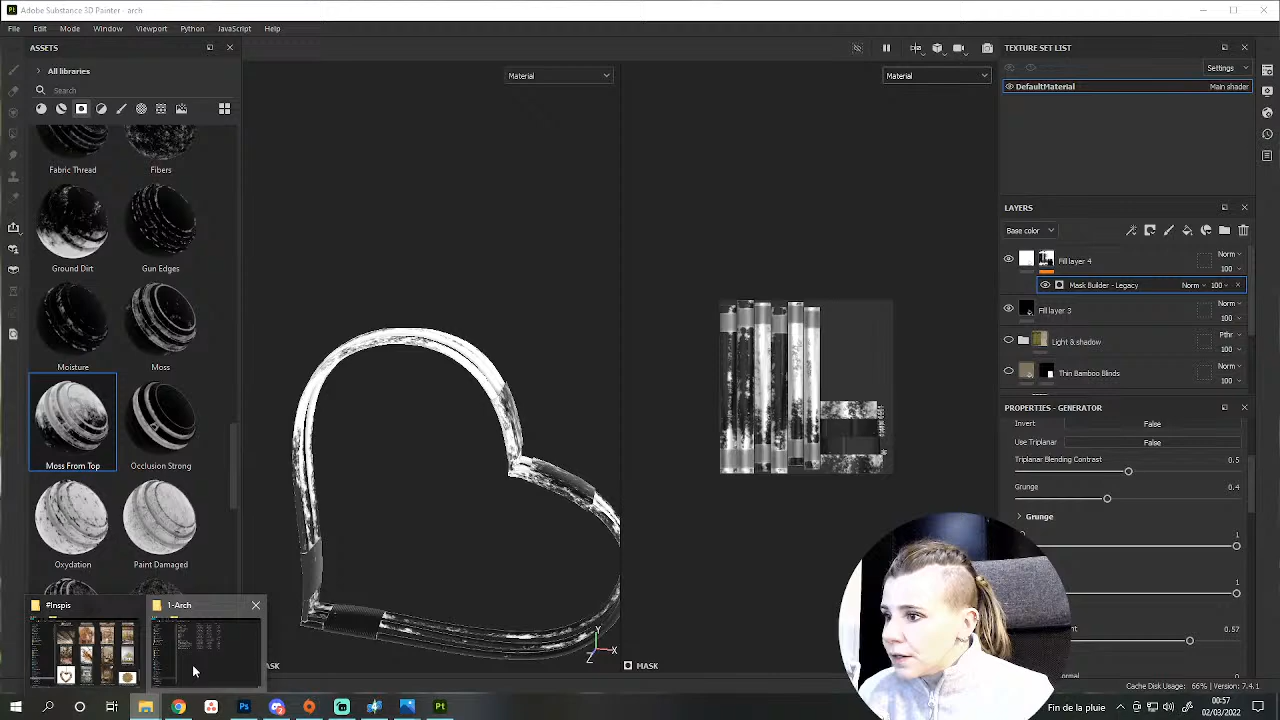 Adobe Substance 3D Painter - arch
File Edit Mode Window Viewport Python JavaScript Help
ASSETS
All libraries
Search
Fabric Thread
Fibers
Ground Dirt
Gun Edges
Moisture
Moss
Moss From Top
Occlusion Strong
Oxydation
Paint Damaged
#Inspis
1-Arch
Material
Material
Z X
MASK
MASK
TEXTURE SET LIST
Settings
DefaultMaterial Main shader
LAYERS
Base color
Fill layer 4 Norm 100
Mask Builder - Legacy Norm 100
Fill layer 3 Norm 100
Light & shadow Pthr 100
Thin Bamboo Blinds Norm 100
PROPERTIES - GENERATOR
Invert False
Use Triplanar False
Triplanar Blending Contrast 0.5
Grunge 0.4
Grunge
1
1
0.57
Cache Disk Usage: 66% | Version: 7.4.1
Fin de la pluie
00:57
09/03/2022